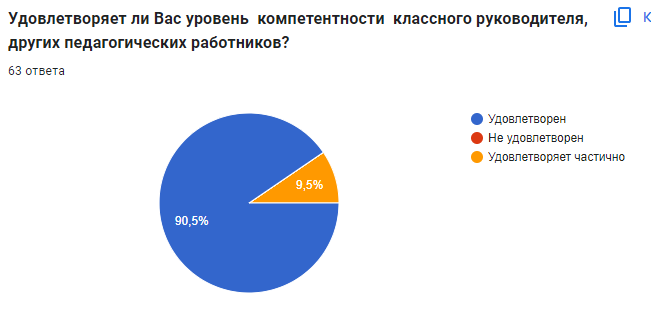 Удовлетворяет ли Вас уровень  компетентности  классного руководителя,
других педагогических работников?
К
63 ответа
Удовлетворен
Не удовлетворен
Удовлетворяет частично
9,5%
90,5%